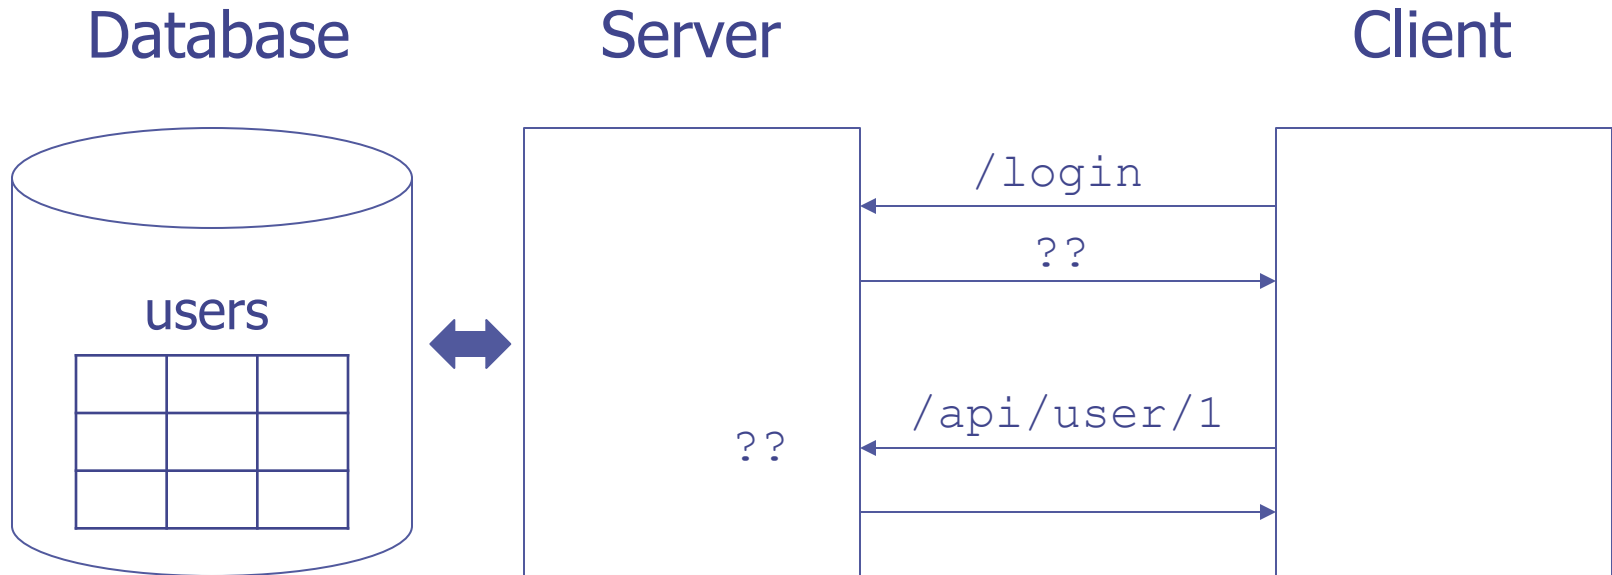 Database
Server
Client
/login
??
users
/api/user/1
??